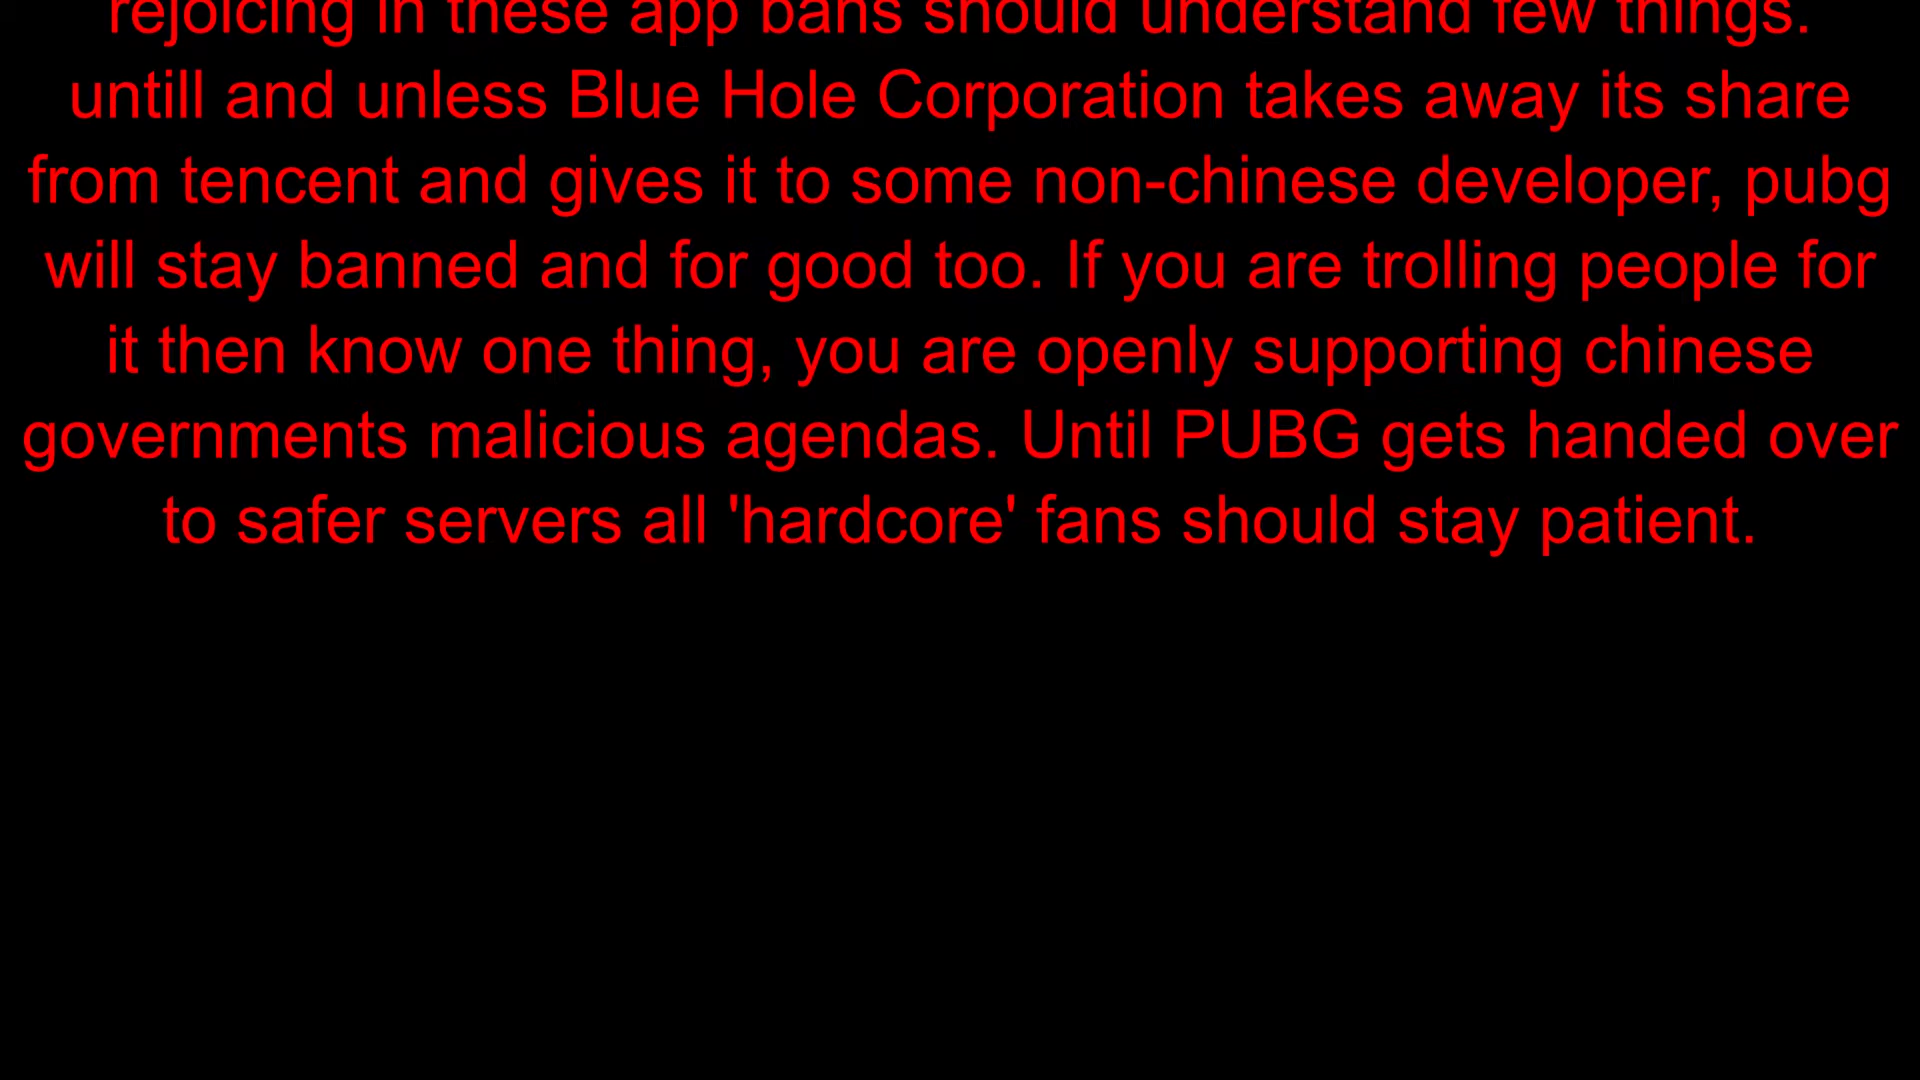 rejoicing in these app bans should understand few things.
untill and unless Blue Hole Corporation takes away its share
from tencent and gives it to some non-chinese developer, pubg
will stay banned and for good too. If you are trolling people for
it then know one thing, you are openly supporting chinese
governments malicious agendas. Until PUBG gets handed over
to safer servers all 'hardcore' fans should stay patient.